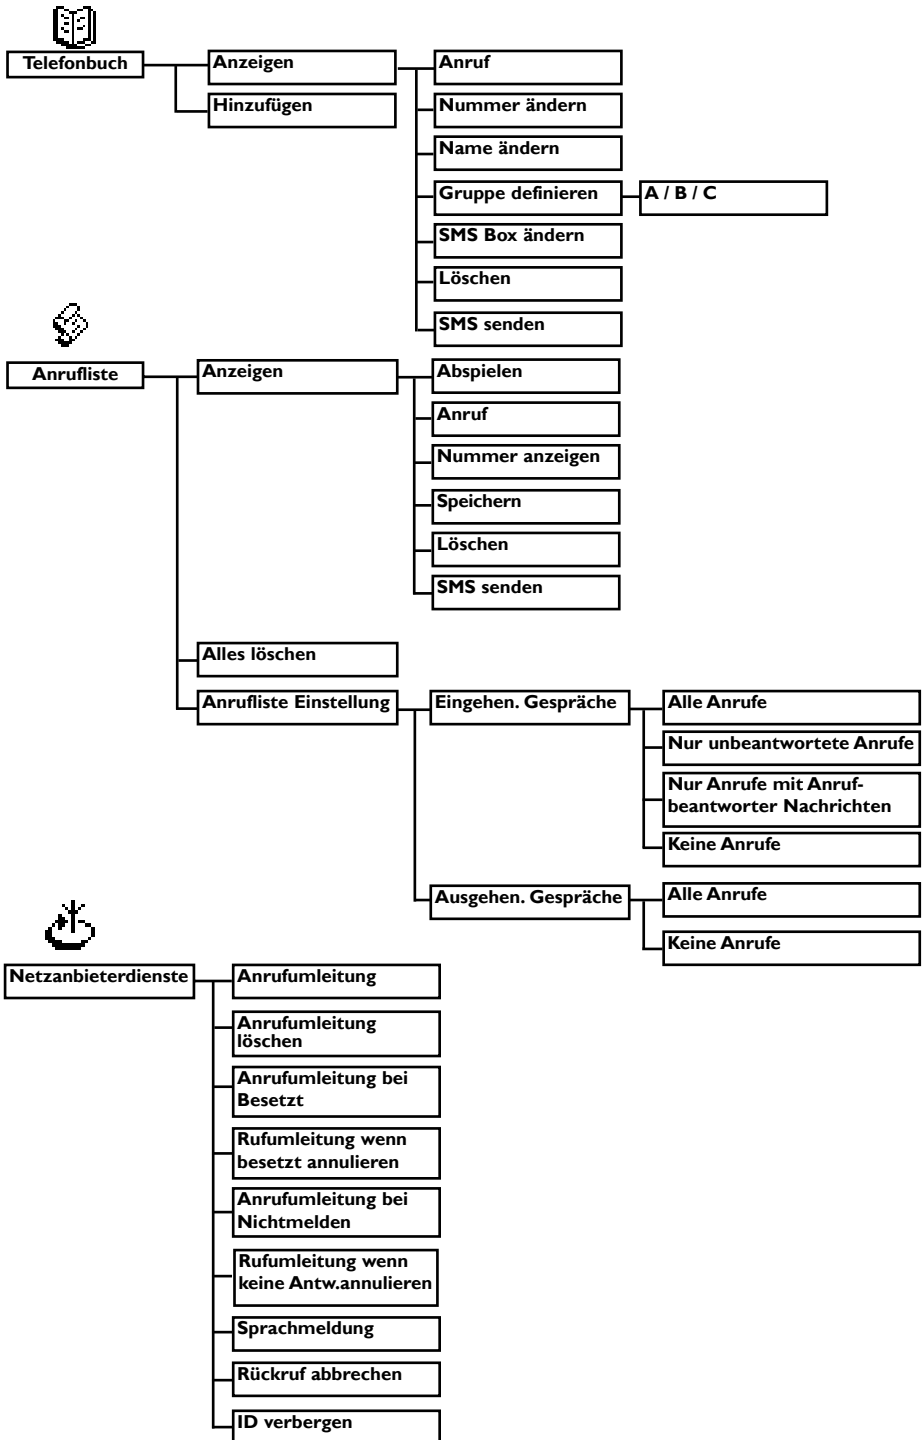 Telefonbuch
Anzeigen
Anruf
Hinzufügen
Nummer ändern
Name ändern
Gruppe definieren
A / B / C
SMS Box ändern
Löschen
SMS senden
Anrufliste
Anzeigen
Abspielen
Anruf
Nummer anzeigen
Speichern
Löschen
SMS senden
Alles löschen
Anrufliste Einstellung
Eingehen. Gespräche
Alle Anrufe
Nur unbeantwortete Anrufe
Nur Anrufe mit Anruf-
beantworter Nachrichten
Keine Anrufe
Ausgehen. Gespräche
Alle Anrufe
Keine Anrufe
Netzanbieterdienste
Anrufumleitung
Anrufumleitung
löschen
Anrufumleitung bei
Besetzt
Rufumleitung wenn
besetzt annulieren
Anrufumleitung bei
Nichtmelden
Rufumleitung wenn
keine Antw.annulieren
Sprachmeldung
Rückruf abbrechen
ID verbergen